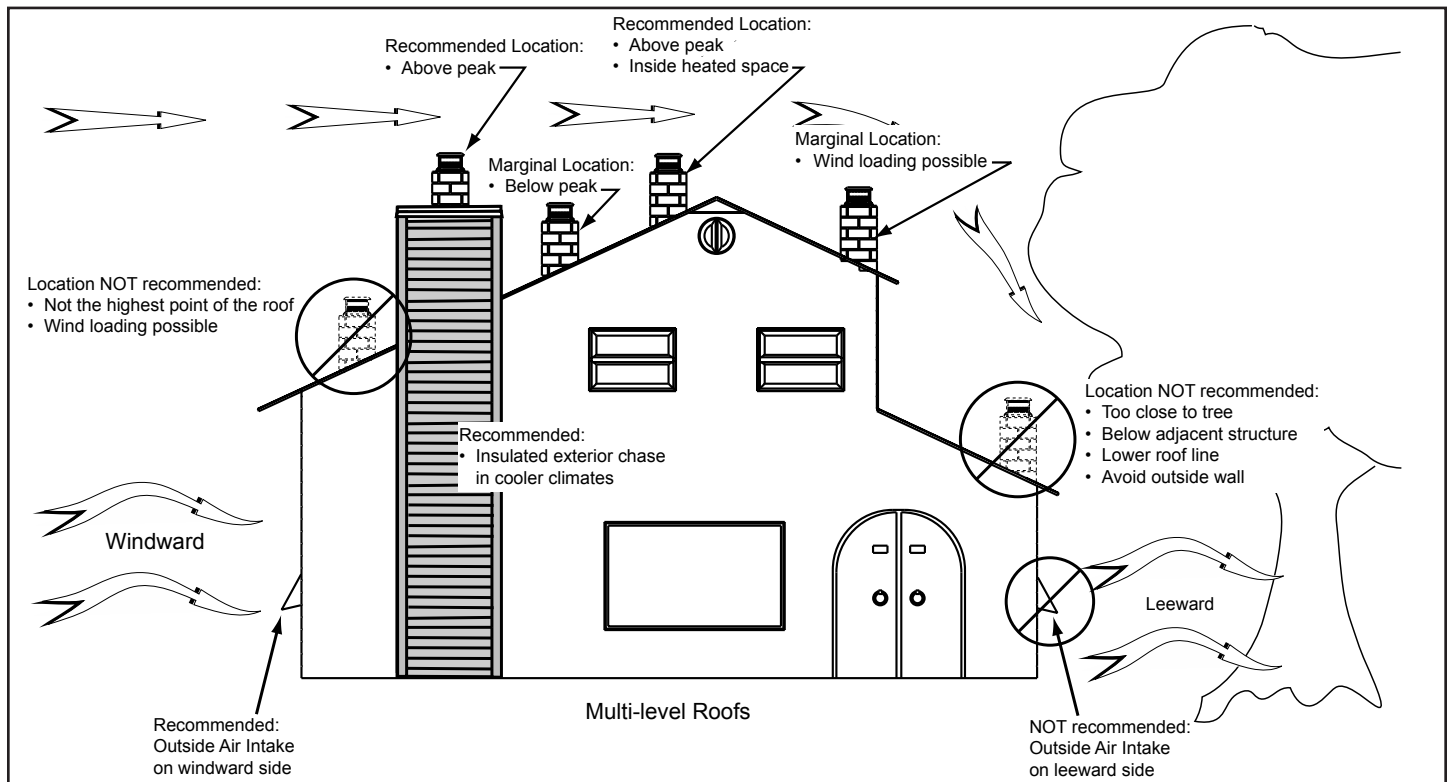 Recommended Location:
• Above peak
Recommended Location:
• Above peak
• Inside heated space
Marginal Location:
• Below peak
Marginal Location:
• Wind loading possible
Location NOT recommended:
• Not the highest point of the roof
• Wind loading possible
Recommended:
• Insulated exterior chase
in cooler climates
Location NOT recommended:
• Too close to tree
• Below adjacent structure
• Lower roof line
• Avoid outside wall
Windward
Leeward
Multi-level Roofs
Recommended:
Outside Air Intake
on windward side
NOT recommended:
Outside Air Intake
on leeward side